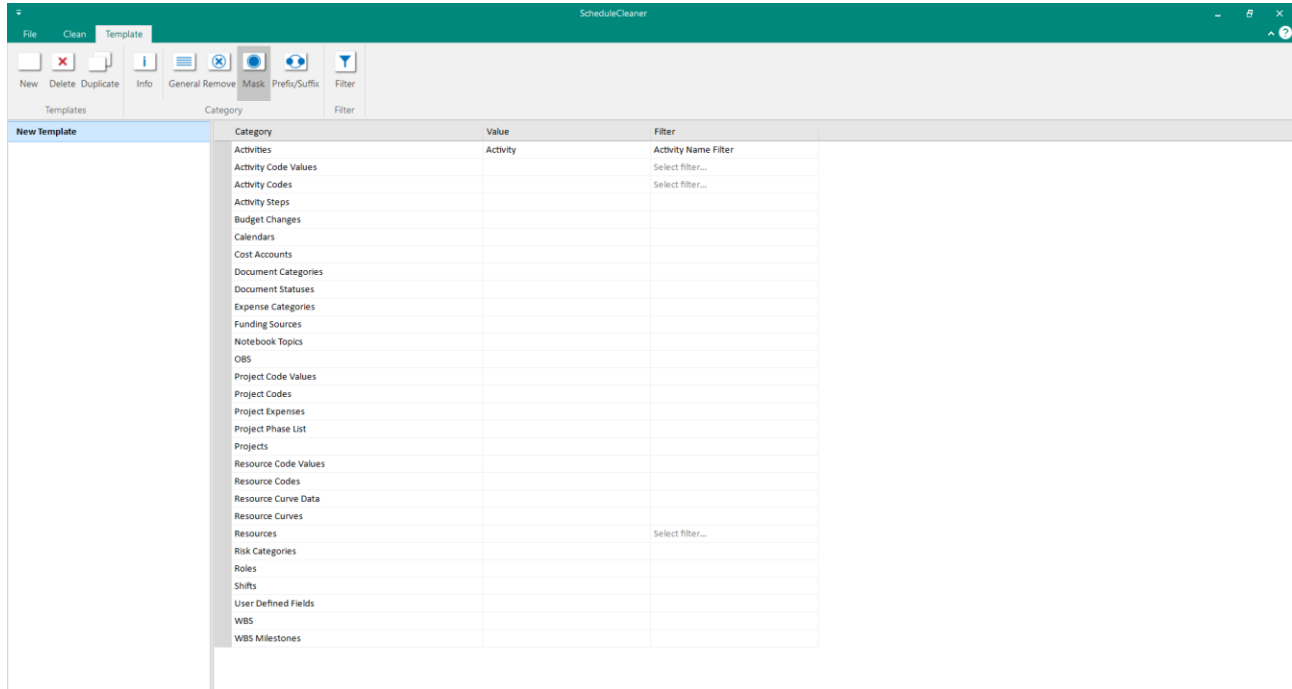 ScheduleCleaner
File Clean Template
New Delete Duplicate Info General Remove Mask Prefix/Suffix Filter
Templates Category Filter
New Template
Category Value Filter
Activities Activity Activity Name Filter
Activity Code Values Select filter...
Activity Codes Select filter...
Activity Steps
Budget Changes
Calendars
Cost Accounts
Document Categories
Document Statuses
Expense Categories
Funding Sources
Notebook Topics
OBS
Project Code Values
Project Codes
Project Expenses
Project Phase List
Projects
Resource Code Values
Resource Codes
Resource Curve Data
Resource Curves
Resources Select filter...
Risk Categories
Roles
Shifts
User Defined Fields
WBS
WBS Milestones